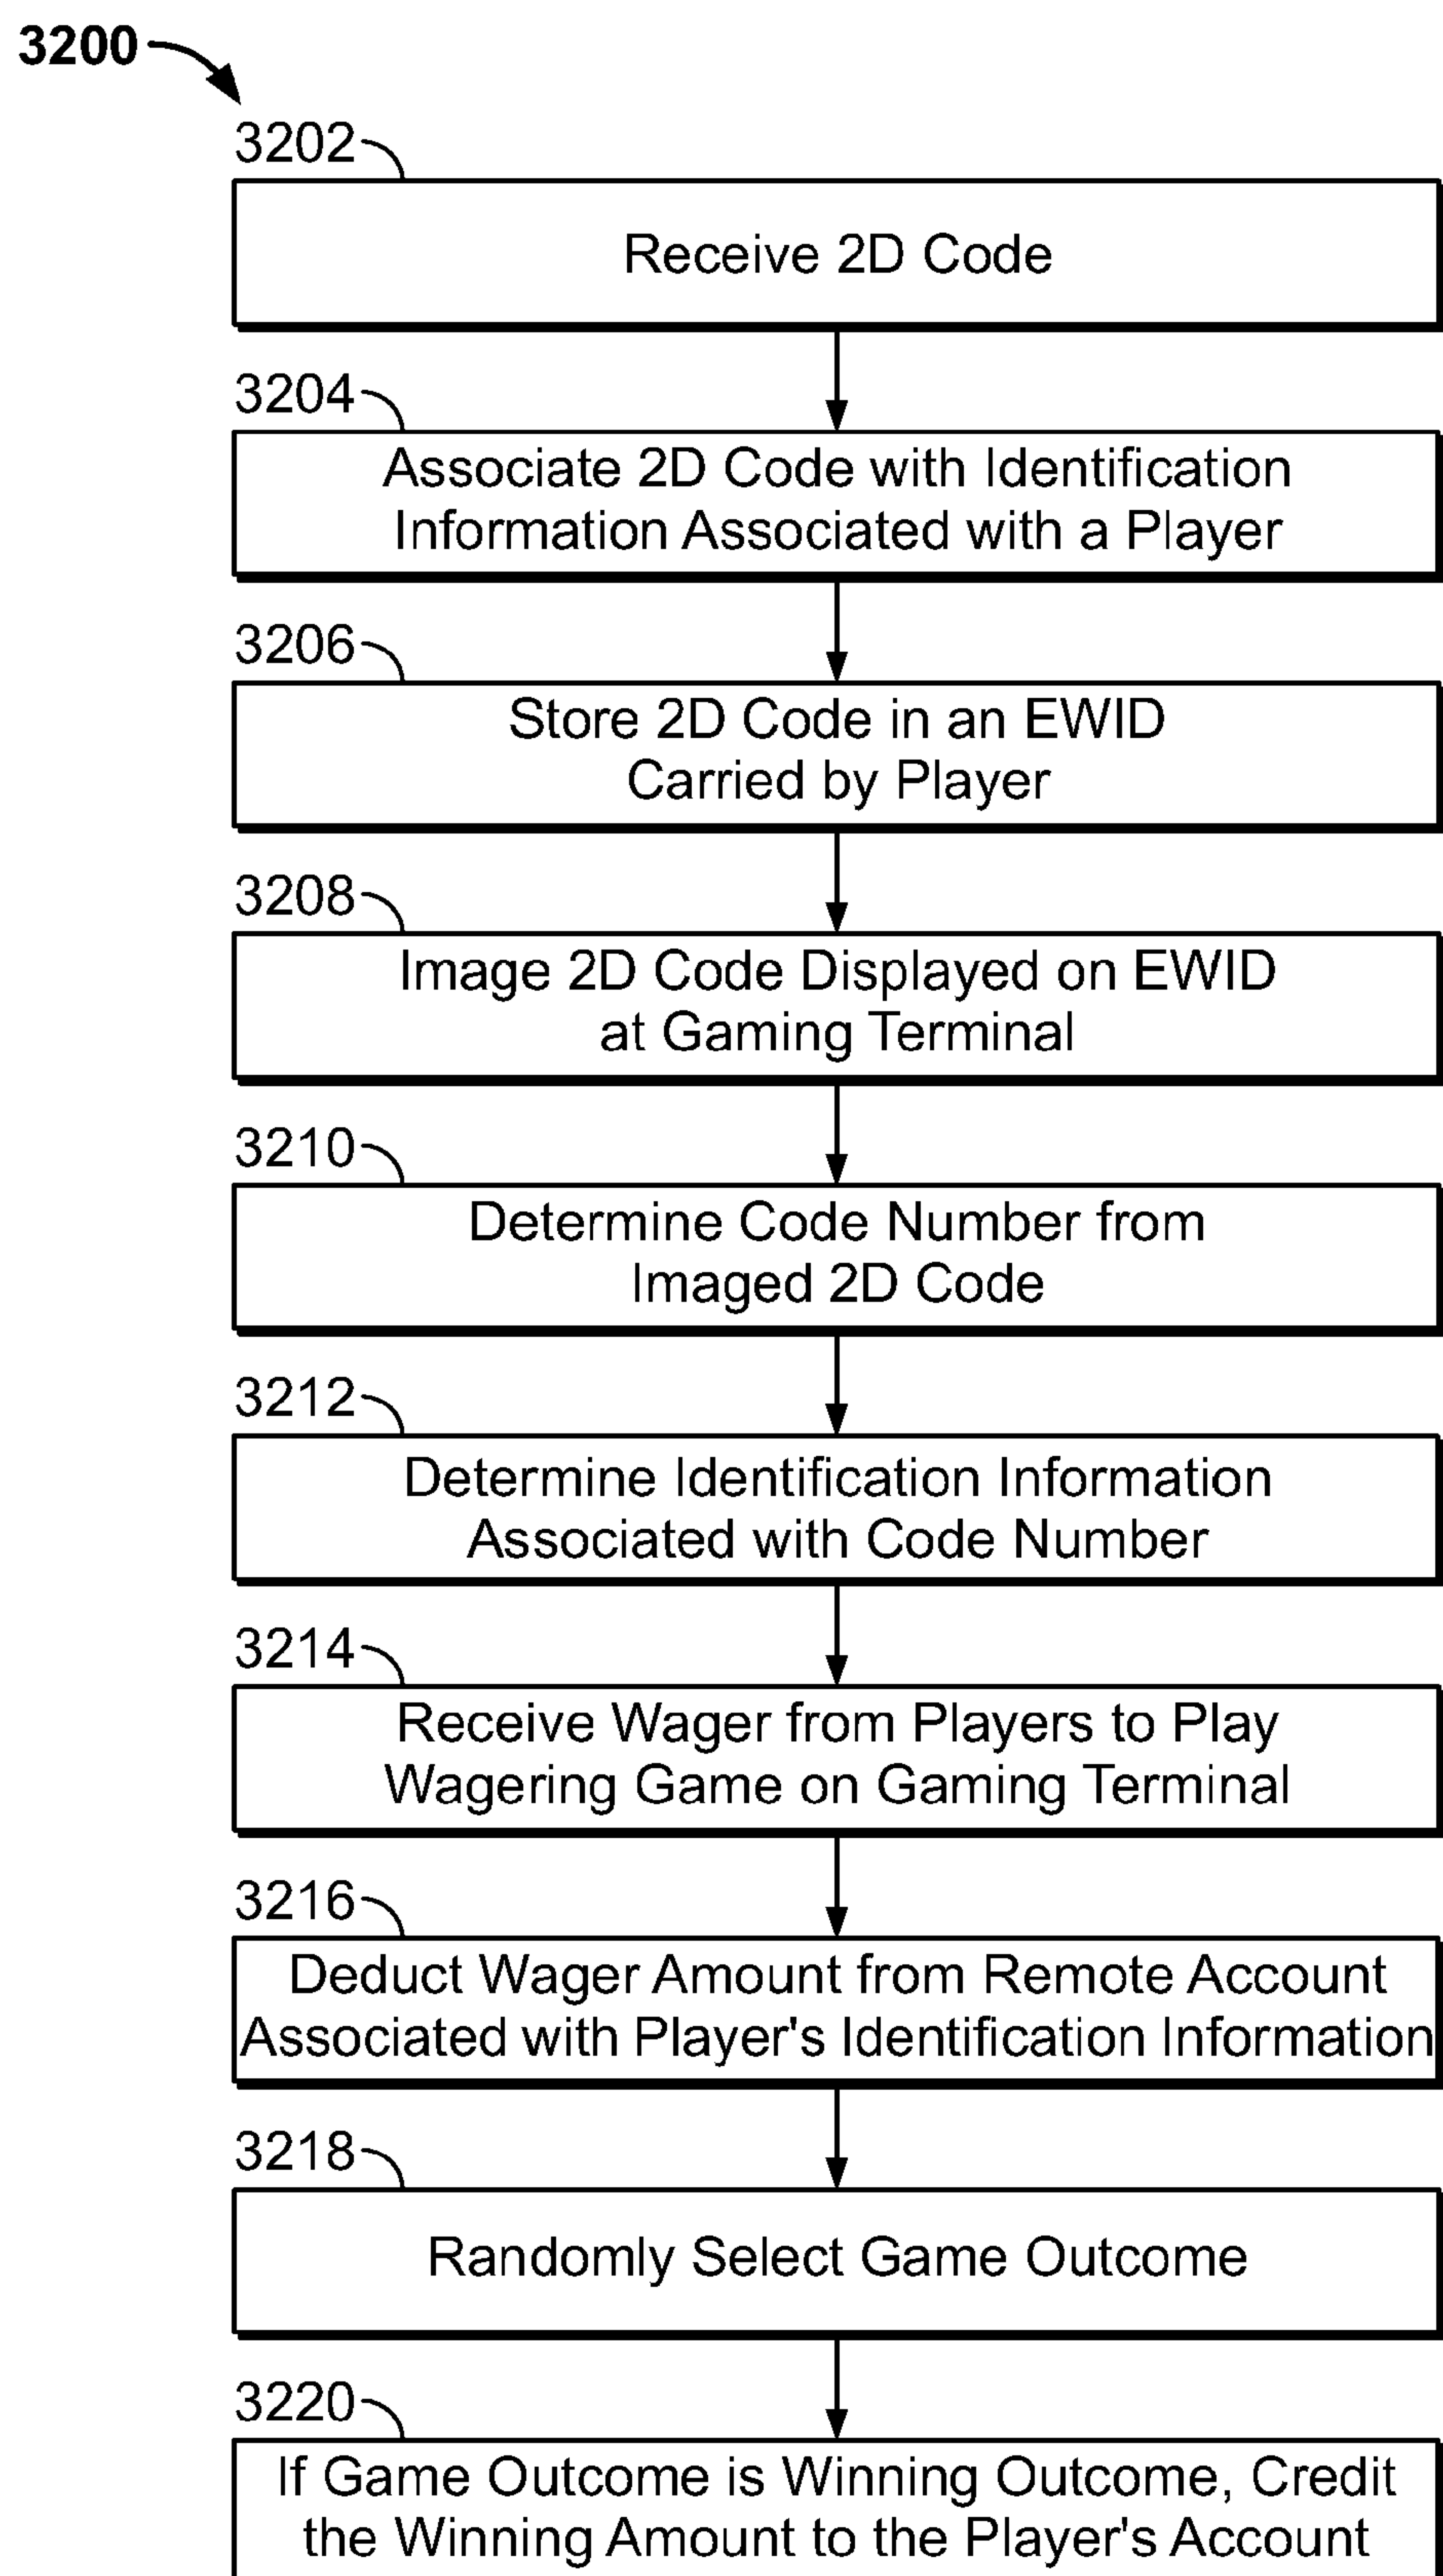 3200
3202
Receive 2D Code
3204
Associate 2D Code with Identification
Information Associated with a Player
3206
Store 2D Code in an EWID
Carried by Player
3208
Image 2D Code Displayed on EWID
at Gaming Terminal
3210
Determine Code Number from
Imaged 2D Code
3212
Determine Identification Information
Associated with Code Number
3214
Receive Wager from Players to Play
Wagering Game on Gaming Terminal
3216
Deduct Wager Amount from Remote Account
Associated with Player's Identification Information
3218
Randomly Select Game Outcome
3220
If Game Outcome is Winning Outcome, Credit
the Winning Amount to the Player's Account